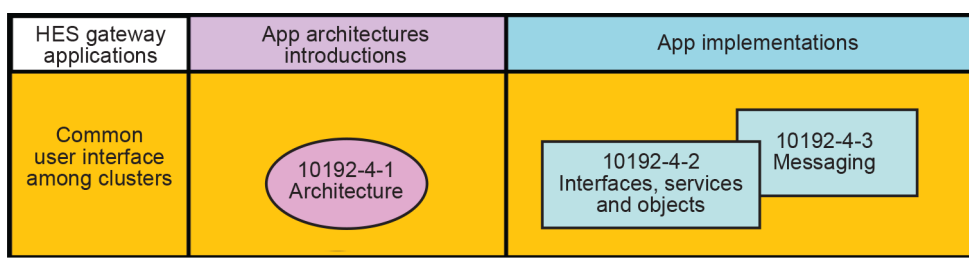 HES gateway
applications
App architectures
introductions
App implementations
Common
user interface
among clusters
10192-4-1
Architecture
10192-4-2
Interfaces, services
and objects
10192-4-3
Messaging